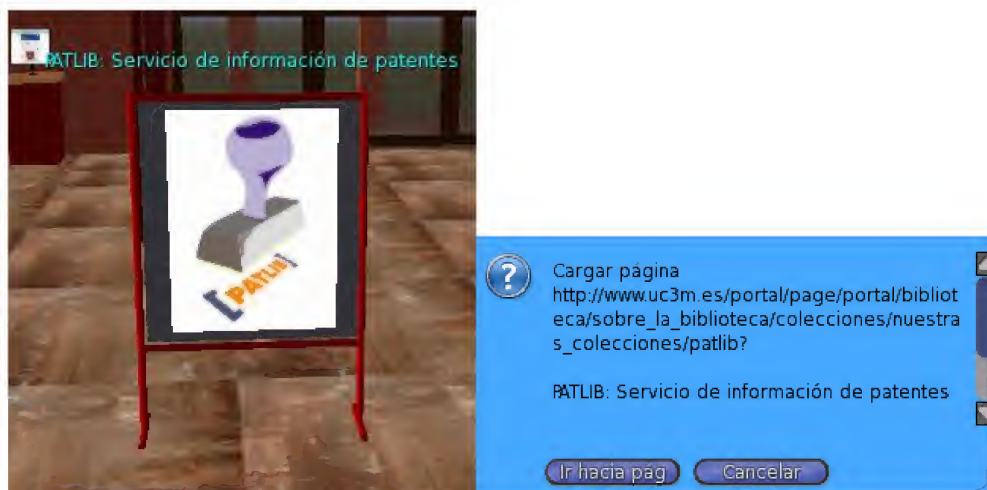 PATLIB: Servicio de información de patentes
[PATLIB]
Cargar página
http://www.uc3m.es/portal/page/portal/bibliot
eca/sobre_la_biblioteca/colecciones/nuestra
s_colecciones/patlib?
PATLIB: Servicio de información de patentes
Ir hacia pág
Cancelar